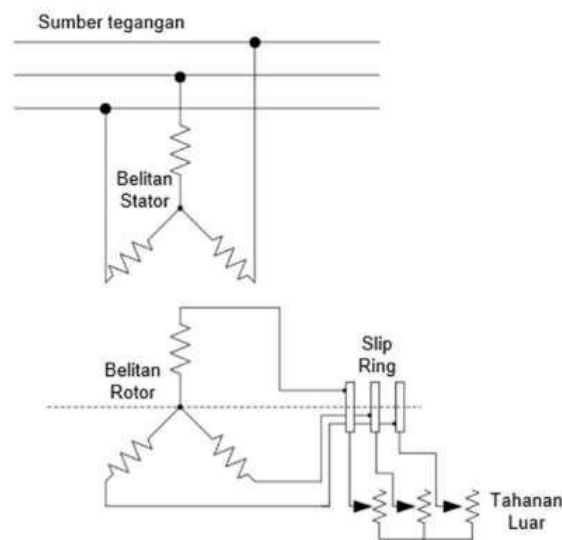 Sumber tegangan
Belitan
Stator
Belitan
Rotor
Slip
Ring
Tahanan
Luar